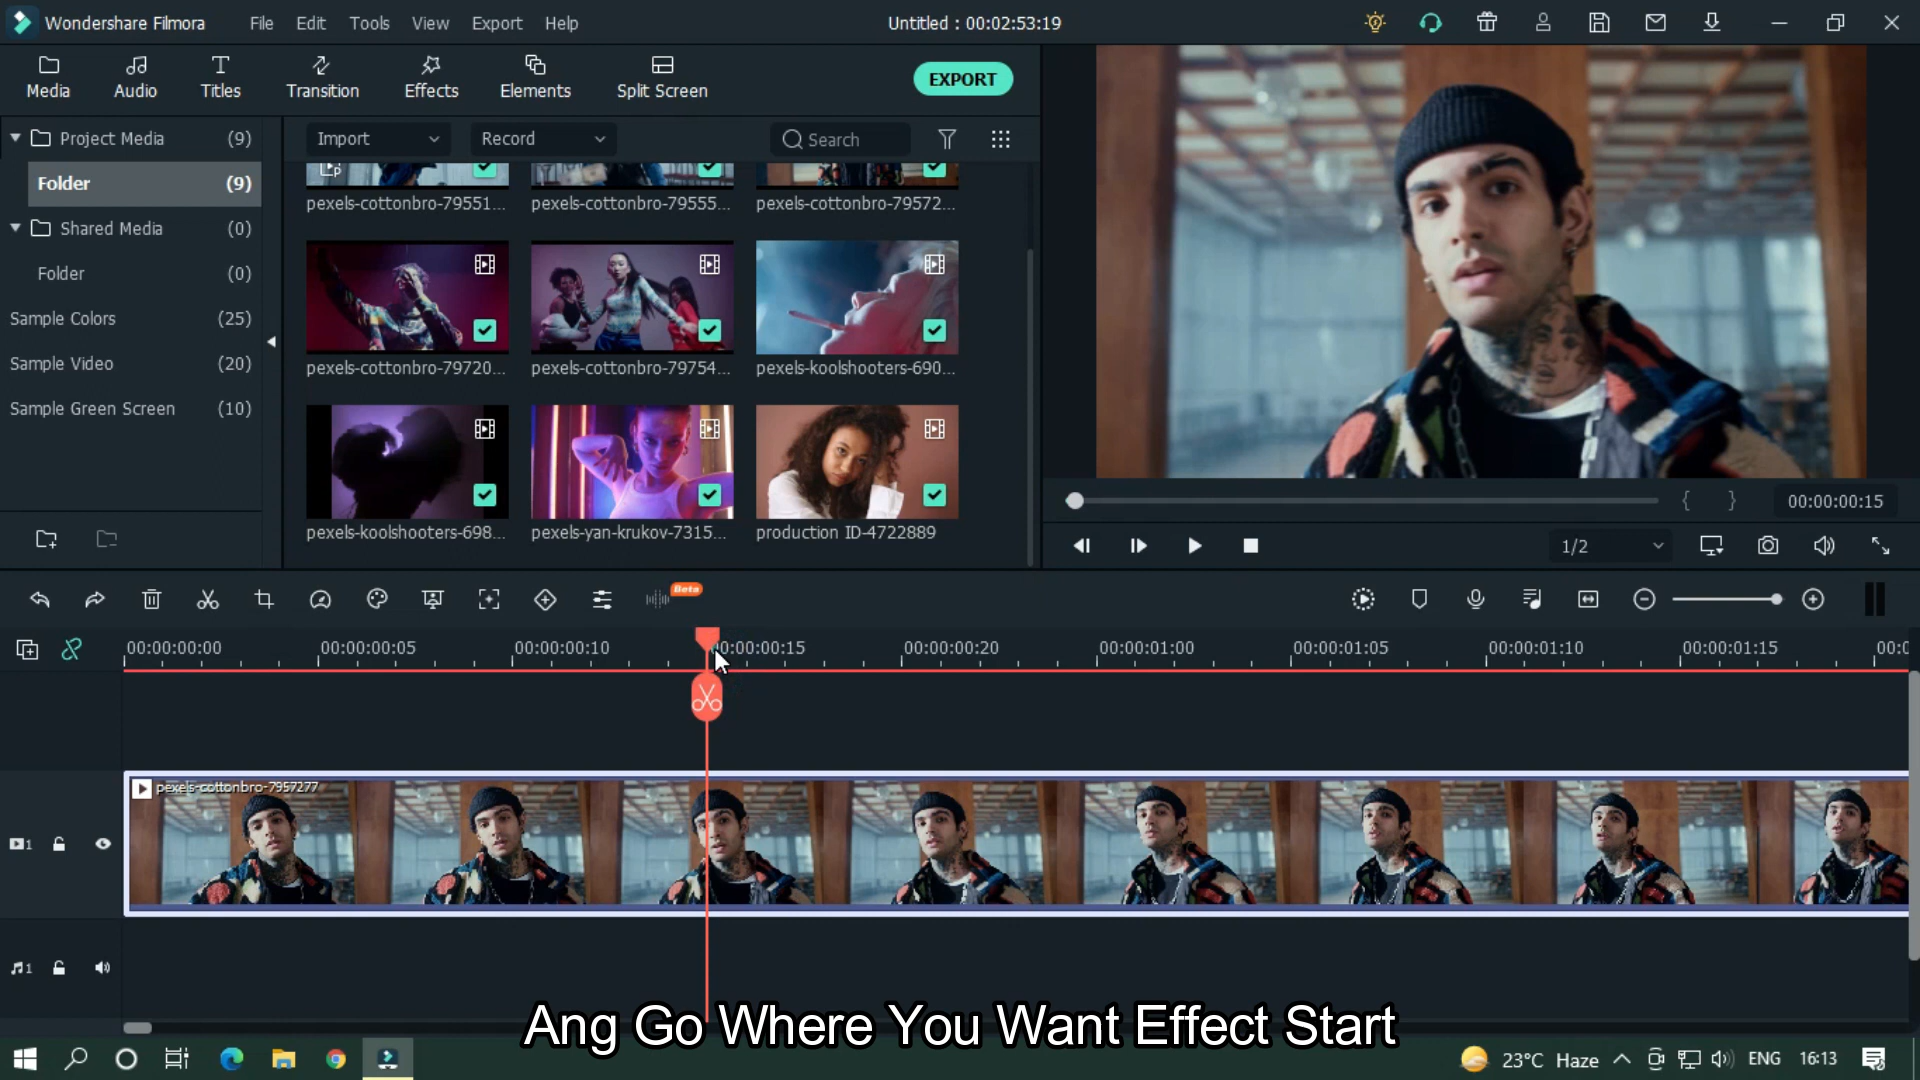 Wondershare Filmora
File Edit Tools View Export Help
Untitled : 00:02:53:19
Media Audio Titles Transition Effects Elements Split Screen
EXPORT
Project Media (9)
Folder (9)
Shared Media (0)
Folder (0)
Sample Colors (25)
Sample Video (20)
Sample Green Screen (10)
Import Record Search
pexels-cottonbro-79551... pexels-cottonbro-79555... pexels-cottonbro-79572...
pexels-cottonbro-79720... pexels-cottonbro-79754... pexels-koolshooters-690...
pexels-koolshooters-698... pexels-yan-krukov-7315... production ID-4722889
{ } 00:00:00:15
1/2
Beta
00:00:00:00 00:00:00:05 00:00:00:10 00:00:00:15 00:00:00:20 00:00:01:00 00:00:01:05 00:00:01:10 00:00:01:15 00:0
pexels-cottonbro-7957277
1
1
Ang Go Where You Want Effect Start
23°C Haze ENG 16:13